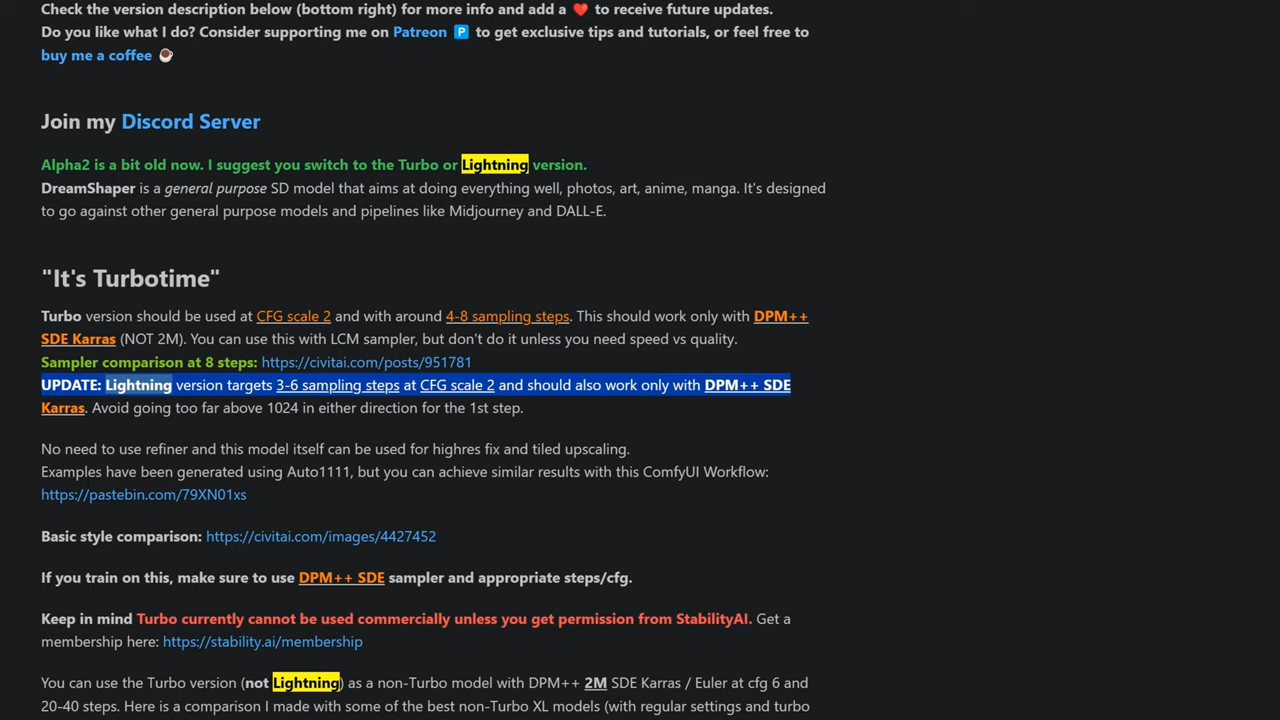 Check the version description below (bottom right) for more info and add a ❤️ to receive future updates.
Do you like what I do? Consider supporting me on Patreon 🅿️ to get exclusive tips and tutorials, or feel free to
buy me a coffee ☕
Join my Discord Server
Alpha2 is a bit old now. I suggest you switch to the Turbo or Lightning version.
DreamShaper is a general purpose SD model that aims at doing everything well, photos, art, anime, manga. It's designed
to go against other general purpose models and pipelines like Midjourney and DALL-E.
"It's Turbotime"
Turbo version should be used at CFG scale 2 and with around 4-8 sampling steps. This should work only with DPM++
SDE Karras (NOT 2M). You can use this with LCM sampler, but don't do it unless you need speed vs quality.
Sampler comparison at 8 steps: https://civitai.com/posts/951781
UPDATE: Lightning version targets 3-6 sampling steps at CFG scale 2 and should also work only with DPM++ SDE
Karras. Avoid going too far above 1024 in either direction for the 1st step.
No need to use refiner and this model itself can be used for highres fix and tiled upscaling.
Examples have been generated using Auto1111, but you can achieve similar results with this ComfyUI Workflow:
https://pastebin.com/79XN01xs
Basic style comparison: https://civitai.com/images/4427452
If you train on this, make sure to use DPM++ SDE sampler and appropriate steps/cfg.
Keep in mind Turbo currently cannot be used commercially unless you get permission from StabilityAI. Get a
membership here: https://stability.ai/membership
You can use the Turbo version (not Lightning) as a non-Turbo model with DPM++ 2M SDE Karras / Euler at cfg 6 and
20-40 steps. Here is a comparison I made with some of the best non-Turbo XL models (with regular settings and turbo